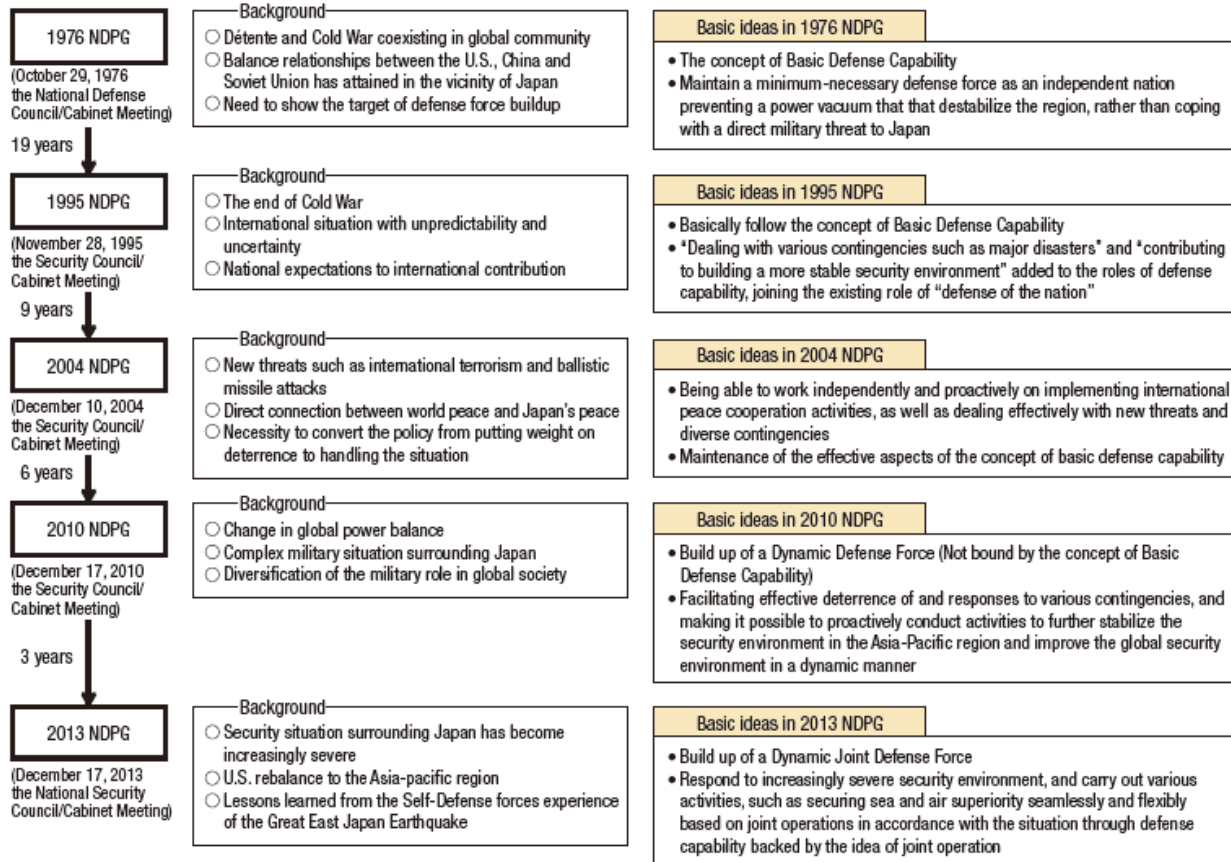 1976 NDPG
(October 29, 1976
the National Defense
Council/Cabinet Meeting)
Background
○ Détente and Cold War coexisting in global community
○ Balance relationships between the U.S., China and
Soviet Union has attained in the vicinity of Japan
○ Need to show the target of defense force buildup
Basic ideas in 1976 NDPG
• The concept of Basic Defense Capability
• Maintain a minimum-necessary defense force as an independent nation
preventing a power vacuum that that destabilize the region, rather than coping
with a direct military threat to Japan
19 years
1995 NDPG
(November 28, 1995
the Security Council/
Cabinet Meeting)
Background
○ The end of Cold War
○ International situation with unpredictability and
uncertainty
○ National expectations to international contribution
Basic ideas in 1995 NDPG
• Basically follow the concept of Basic Defense Capability
• "Dealing with various contingencies such as major disasters" and "contributing
to building a more stable security environment" added to the roles of defense
capability, joining the existing role of "defense of the nation"
9 years
2004 NDPG
(December 10, 2004
the Security Council/
Cabinet Meeting)
Background
○ New threats such as international terrorism and ballistic
missile attacks
○ Direct connection between world peace and Japan's peace
○ Necessity to convert the policy from putting weight on
deterrence to handling the situation
Basic ideas in 2004 NDPG
• Being able to work independently and proactively on implementing international
peace cooperation activities, as well as dealing effectively with new threats and
diverse contingencies
• Maintenance of the effective aspects of the concept of basic defense capability
6 years
2010 NDPG
(December 17, 2010
the Security Council/
Cabinet Meeting)
Background
○ Change in global power balance
○ Complex military situation surrounding Japan
○ Diversification of the military role in global society
Basic ideas in 2010 NDPG
• Build up of a Dynamic Defense Force (Not bound by the concept of Basic
Defense Capability)
• Facilitating effective deterrence of and responses to various contingencies, and
making it possible to proactively conduct activities to further stabilize the
security environment in the Asia-Pacific region and improve the global security
environment in a dynamic manner
3 years
2013 NDPG
(December 17, 2013
the National Security
Council/Cabinet Meeting)
Background
○ Security situation surrounding Japan has become
increasingly severe
○ U.S. rebalance to the Asia-pacific region
○ Lessons learned from the Self-Defense forces experience
of the Great East Japan Earthquake
Basic ideas in 2013 NDPG
• Build up of a Dynamic Joint Defense Force
• Respond to increasingly severe security environment, and carry out various
activities, such as securing sea and air superiority seamlessly and flexibly
based on joint operations in accordance with the situation through defense
capability backed by the idea of joint operation